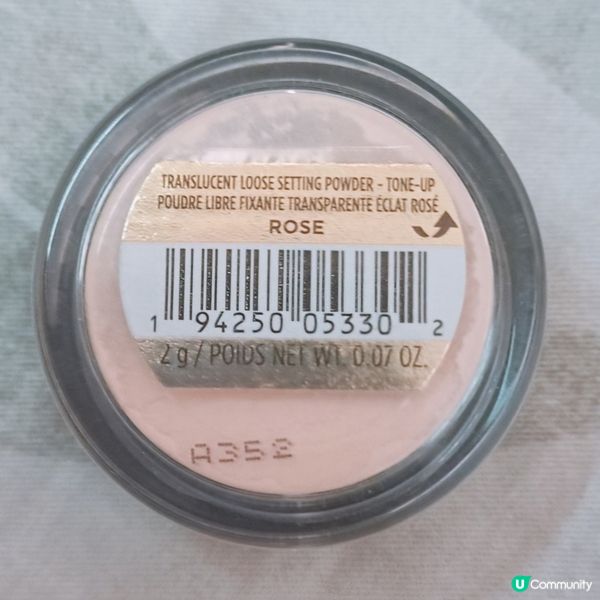 TRANSLUCENT LOOSE SETTING POWDER - TONE-UP
POUDRE LIBRE FIXANTE TRANSPARENTE ÉCLAT ROSÉ
ROSE
1 94250 05330 2
2 g / POIDS NET WT. 0.07 OZ.
A352
U Community